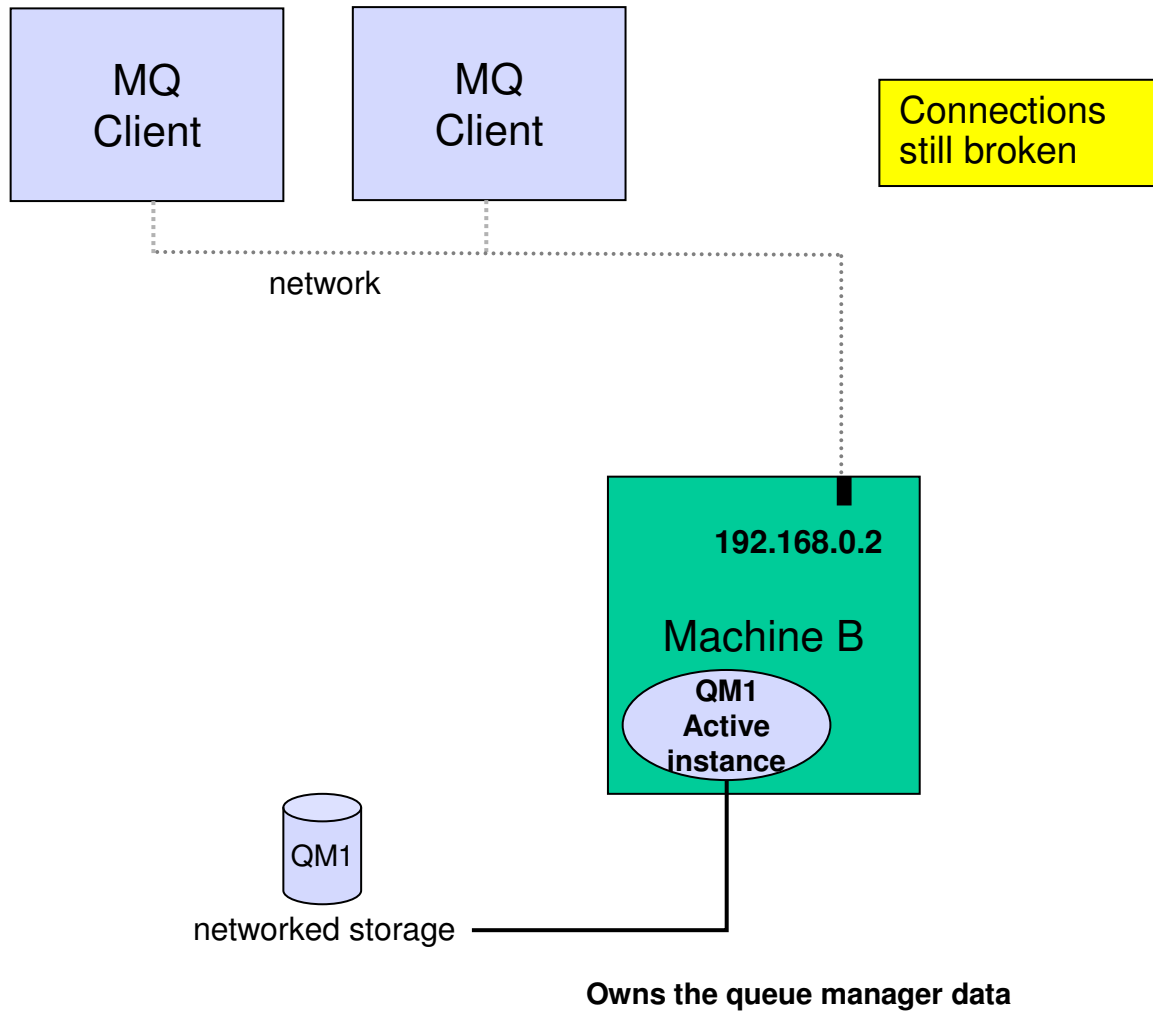 MQ
Client
MQ
Client
Connections
still broken
network
192.168.0.2
Machine B
QM1
Active
instance
QM1
networked storage
Owns the queue manager data